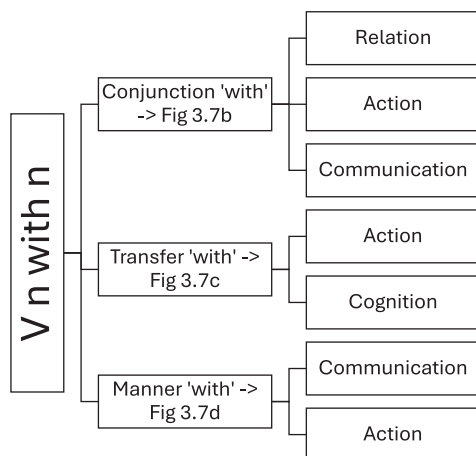 V n with n
Conjunction 'with'
-> Fig 3.7b
Relation
Action
Communication
Transfer 'with' ->
Fig 3.7c
Action
Cognition
Manner 'with' ->
Fig 3.7d
Communication
Action